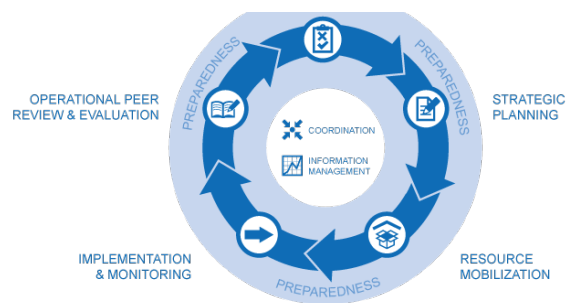 PREPAREDNESS
PREPAREDNESS
OPERATIONAL PEER
REVIEW & EVALUATION
STRATEGIC
PLANNING
COORDINATION
INFORMATION
MANAGEMENT
IMPLEMENTATION
& MONITORING
RESOURCE
MOBILIZATION
PREPAREDNESS